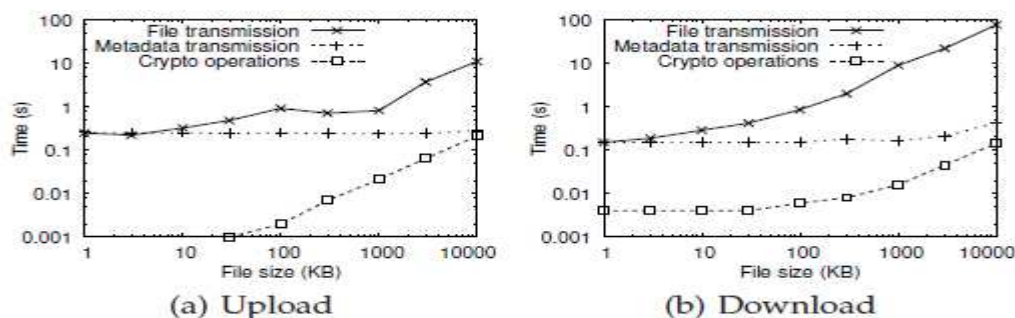 100
10
1
0.1
0.01
0.001
Time (s)
File transmission
Metadata transmission
Crypto operations
1
10
100
1000
10000
File size (KB)
(a) Upload
100
10
1
0.1
0.01
0.001
Time (s)
File transmission
Metadata transmission
Crypto operations
1
10
100
1000
10000
File size (KB)
(b) Download